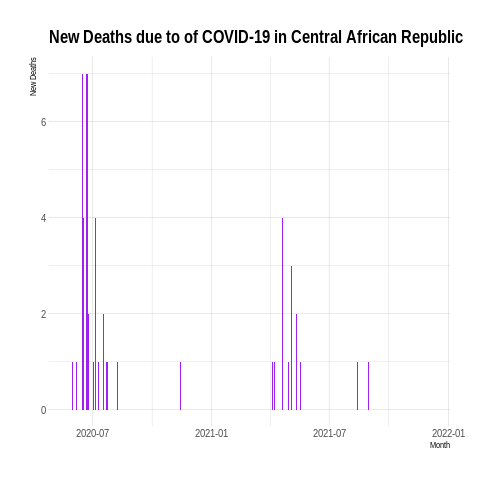 New Deaths due to of COVID-19 in Central African Republic
New Deaths
6
4
2
0
2020-07 2021-01 2021-07 2022-01
Month